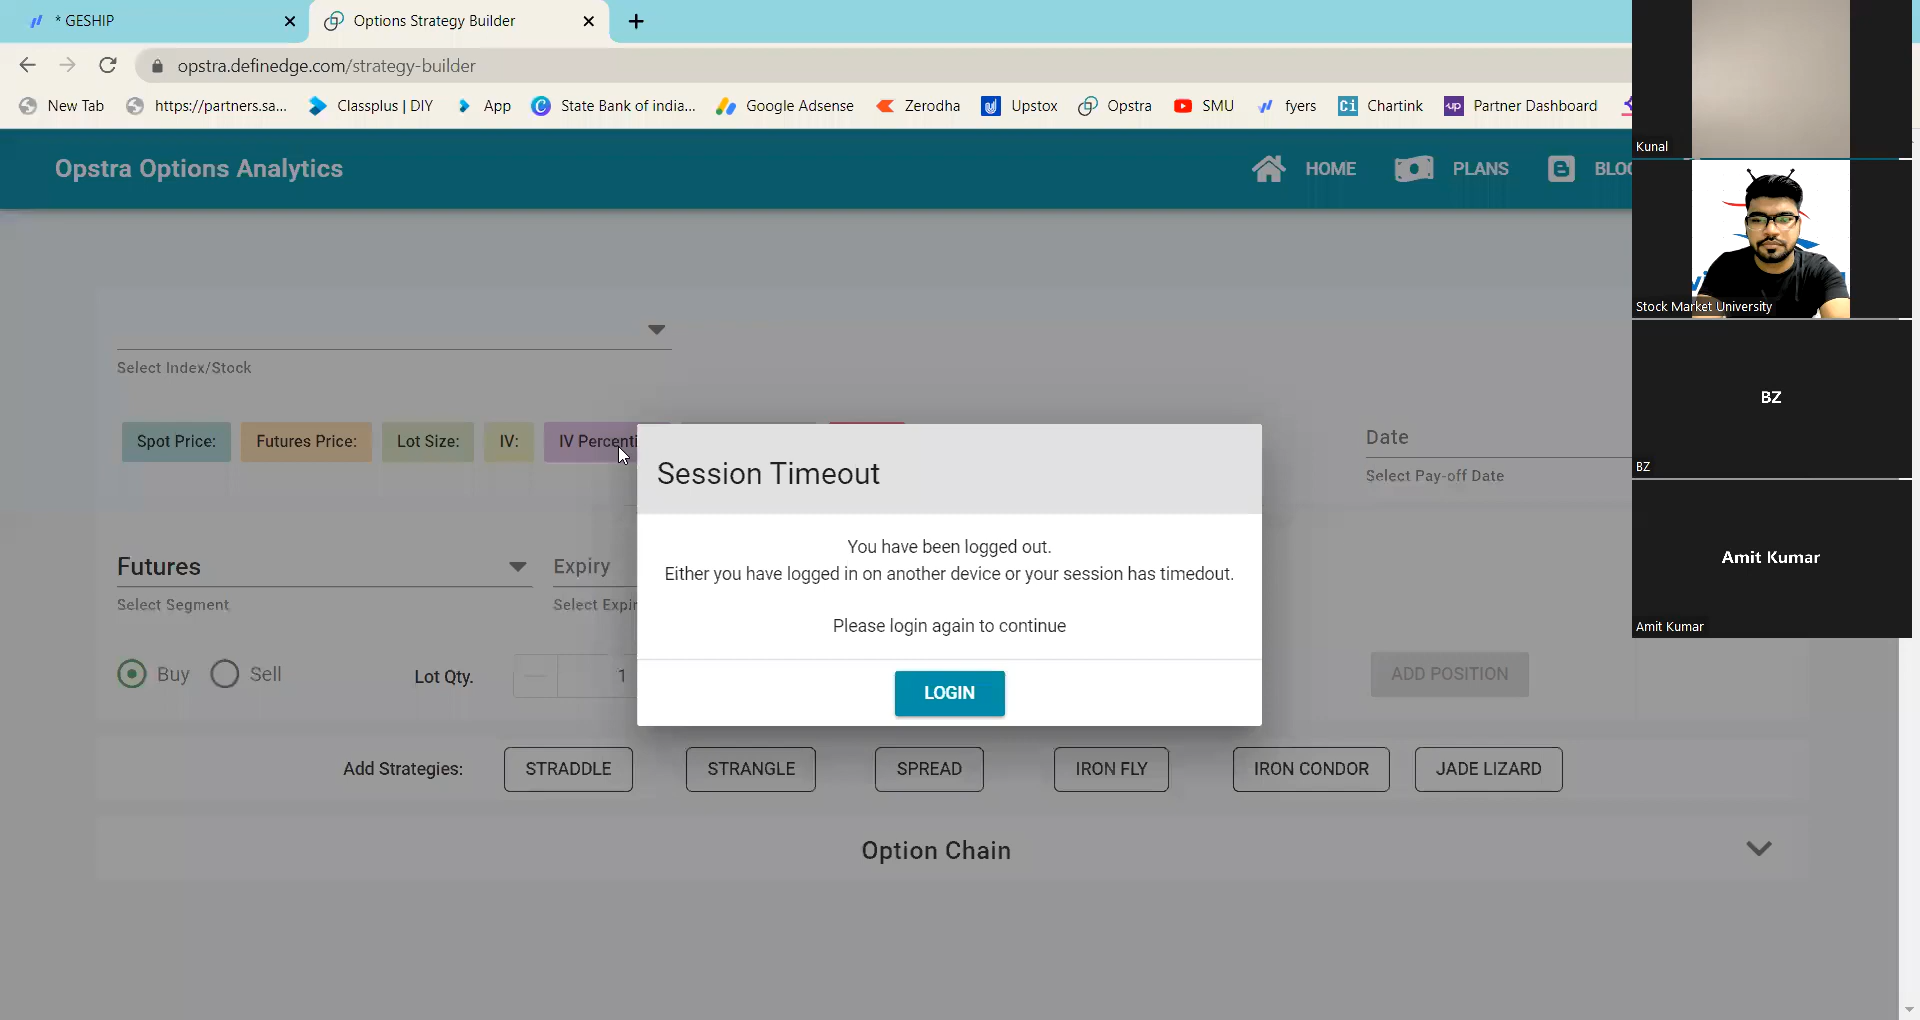 * GESHIP
Options Strategy Builder
opstra.definedge.com/strategy-builder
New Tab
https://partners.sa...
Classplus | DIY
App
State Bank of india...
Google Adsense
Zerodha
Upstox
Opstra
SMU
fyers
Chartink
Partner Dashboard
Opstra Options Analytics
HOME
PLANS
BLOG
Select Index/Stock
Spot Price:
Futures Price:
Lot Size:
IV:
IV Percenti
Date
Select Pay-off Date
Session Timeout
You have been logged out.
Either you have logged in on another device or your session has timedout.
Please login again to continue
LOGIN
Futures
Select Segment
Expiry
Select Expir
Buy
Sell
Lot Qty.
1
ADD POSITION
Add Strategies:
STRADDLE
STRANGLE
SPREAD
IRON FLY
IRON CONDOR
JADE LIZARD
Option Chain
Kunal
Stock Market University
BZ
BZ
Amit Kumar
Amit Kumar